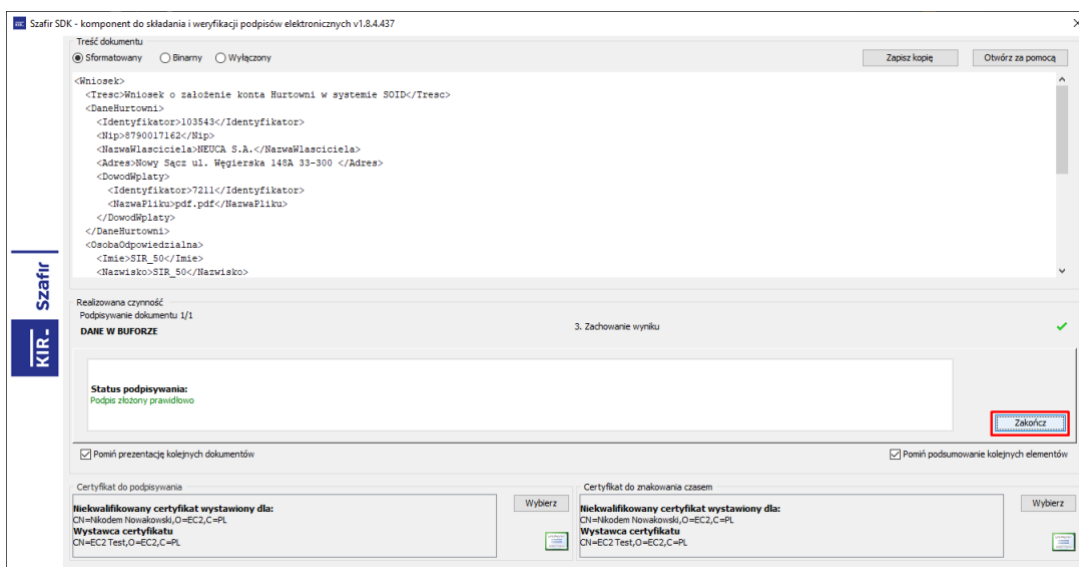 Szafir SDK - komponent do składania i weryfikacji podpisów elektronicznych v1.8.4.437
Treść dokumentu
Sformatowany Binarny Wyłączony
Zapisz kopię Otwórz za pomocą
<Wniosek>
<Tresc>Wniosek o założenie konta Hurtowni w systemie SOID</Tresc>
<DaneHurtowni>
<Identyfikator>103543</Identyfikator>
<Nip>8790017162</Nip>
<NazwaWlasciciela>NEUCA S.A.</NazwaWlasciciela>
<Adres>Nowy Sącz ul. Węgierska 148A 33-300 </Adres>
<DowodWplaty>
<Identyfikator>7211</Identyfikator>
<NazwaPliku>pdf.pdf</NazwaPliku>
</DowodWplaty>
</DaneHurtowni>
<OsobaOdpowiedzialna>
<Imie>SIR_50</Imie>
<Nazwisko>SIR_50</Nazwisko>
KIR. Szafir
Realizowana czynność
Podpisywanie dokumentu 1/1
DANE W BUFORZE
3. Zachowanie wyniku
Status podpisywania:
Podpis złożony prawidłowo
Zakończ
Pomiń prezentację kolejnych dokumentów
Pomiń podsumowanie kolejnych elementów
Certyfikat do podpisywania
Niekwalifikowany certyfikat wystawiony dla:
CN=Nikodem Nowakowski,O=EC2,C=PL
Wystawca certyfikatu
CN=EC2 Test,O=EC2,C=PL
Wybierz
Certyfikat do znakowania czasem
Niekwalifikowany certyfikat wystawiony dla:
CN=Nikodem Nowakowski,O=EC2,C=PL
Wystawca certyfikatu
CN=EC2 Test,O=EC2,C=PL
Wybierz